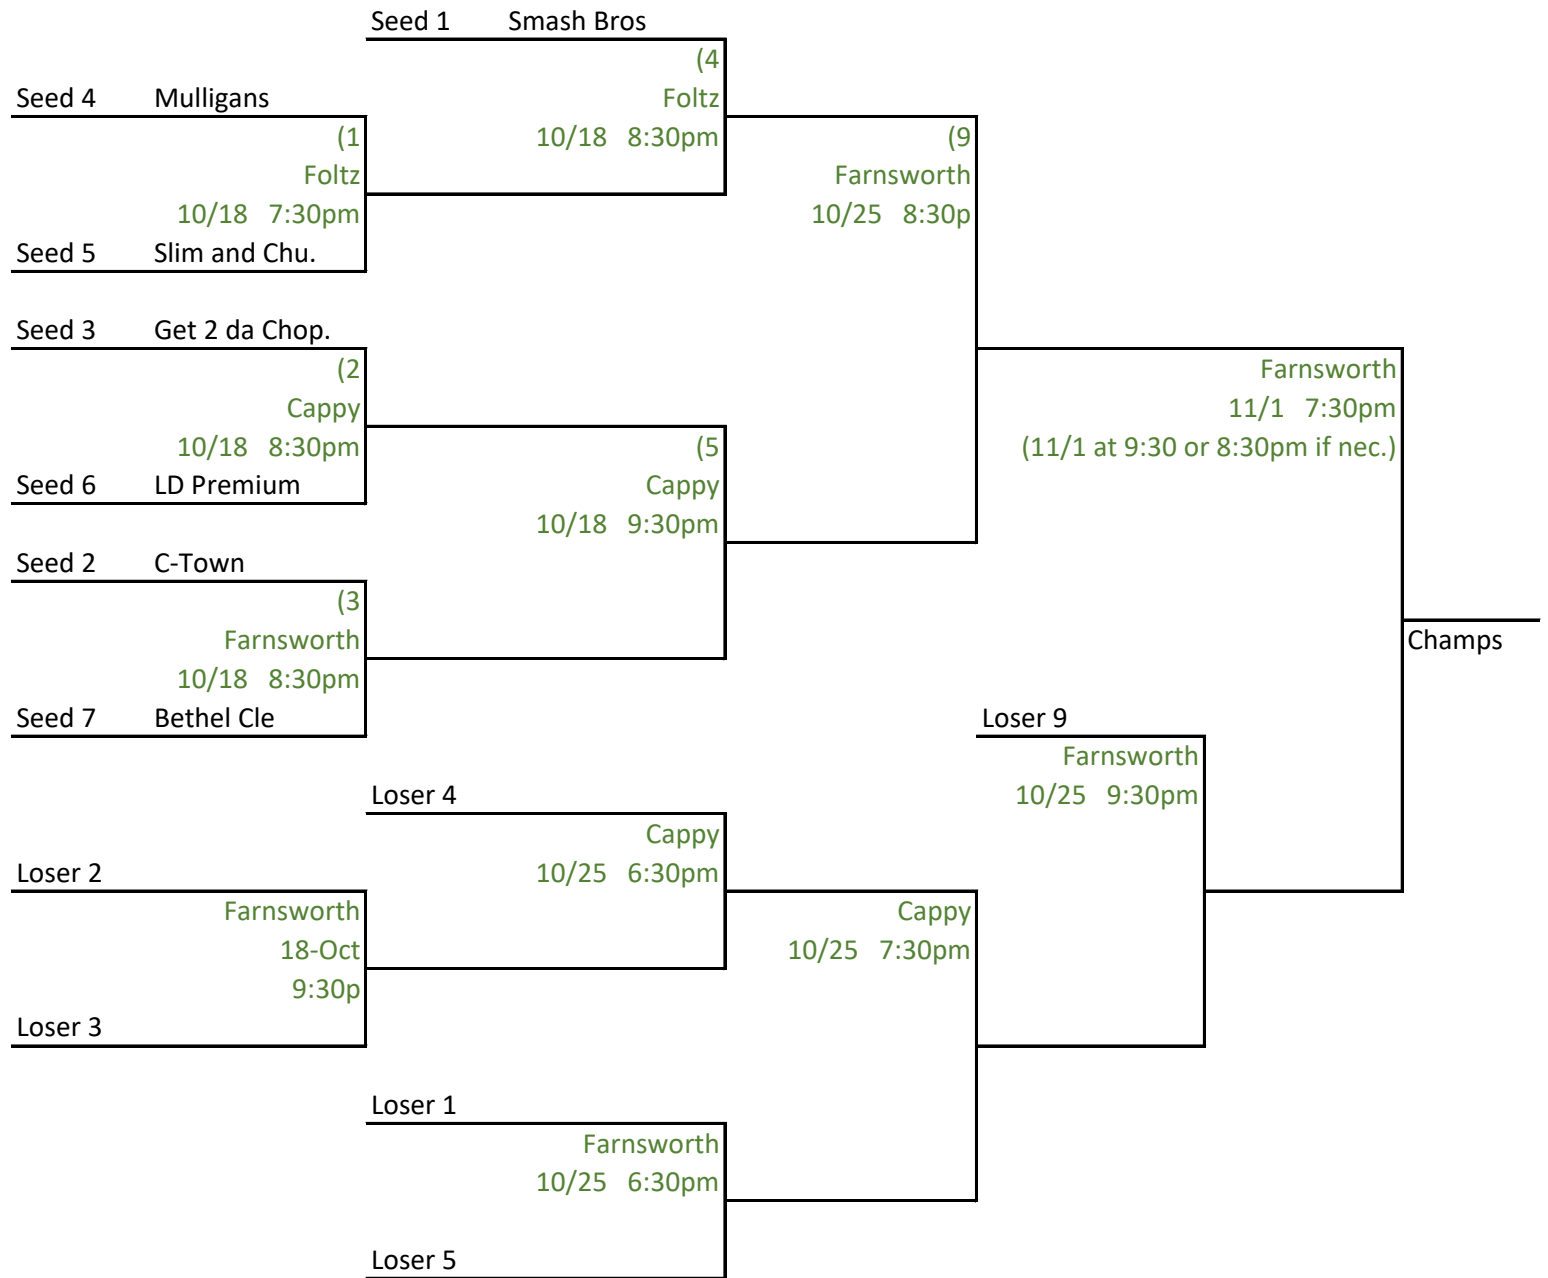 Seed 1 Smash Bros
(4
Seed 4 Mulligans
Foltz
(1
10/18 8:30pm
(9
Foltz
Farnsworth
10/18 7:30pm
10/25 8:30p
Seed 5 Slim and Chu.
Seed 3 Get 2 da Chop.
(2
Farnsworth
Cappy
11/1 7:30pm
10/18 8:30pm
(5
(11/1 at 9:30 or 8:30pm if nec.)
Seed 6 LD Premium
Cappy
10/18 9:30pm
Seed 2 C-Town
(3
Farnsworth
Champs
10/18 8:30pm
Seed 7 Bethel Cle
Loser 9
Farnsworth
Loser 4
10/25 9:30pm
Cappy
Loser 2
10/25 6:30pm
Farnsworth
Cappy
18-Oct
10/25 7:30pm
9:30p
Loser 3
Loser 1
Farnsworth
10/25 6:30pm
Loser 5